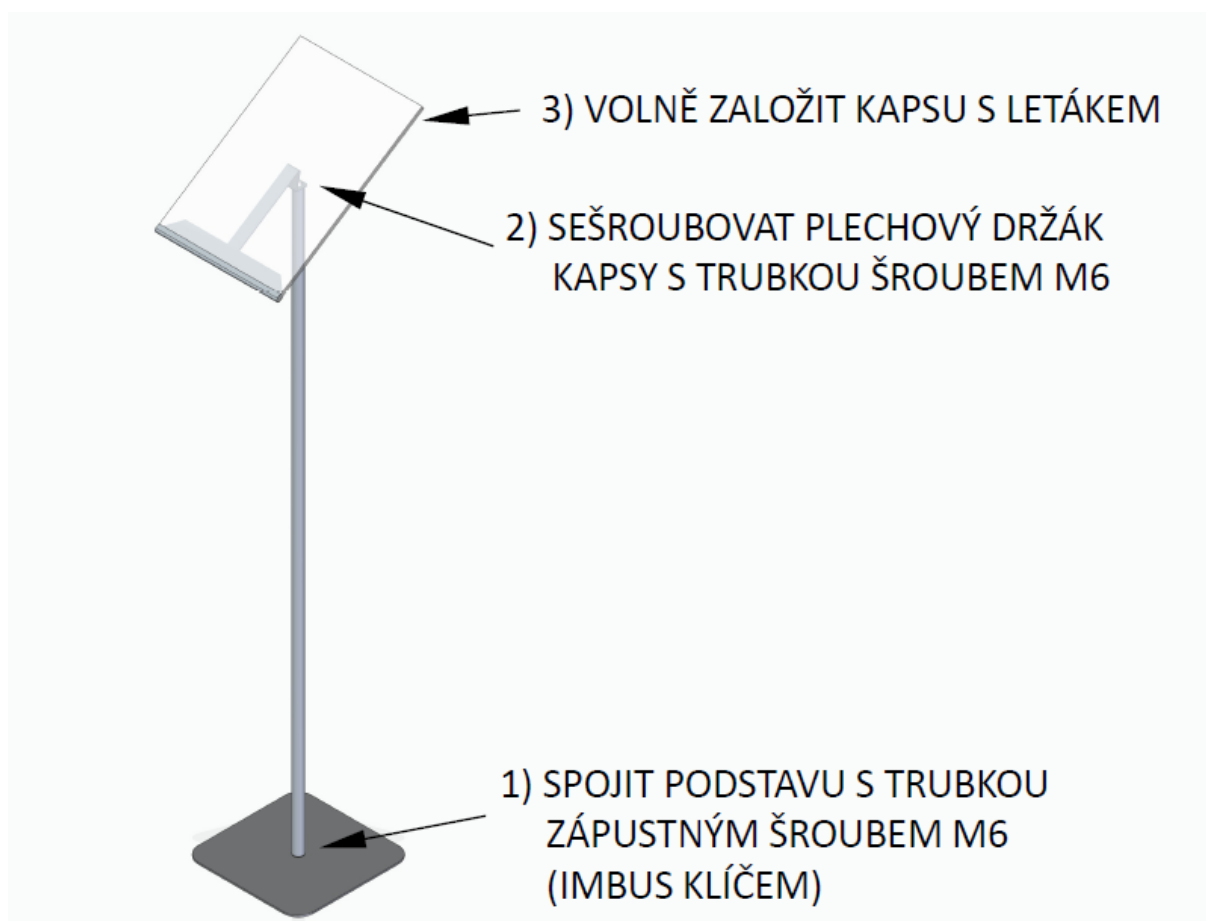 3) VOLNĚ ZALOŽIT KAPSU S LETÁKEM
2) SEŠROUBOVAT PLECHOVÝ DRŽÁK
KAPSY S TRUBKOU ŠROUBEM M6
1) SPOJIT PODSTAVU S TRUBKOU
ZÁPUSTNÝM ŠROUBEM M6
(IMBUS KLÍČEM)